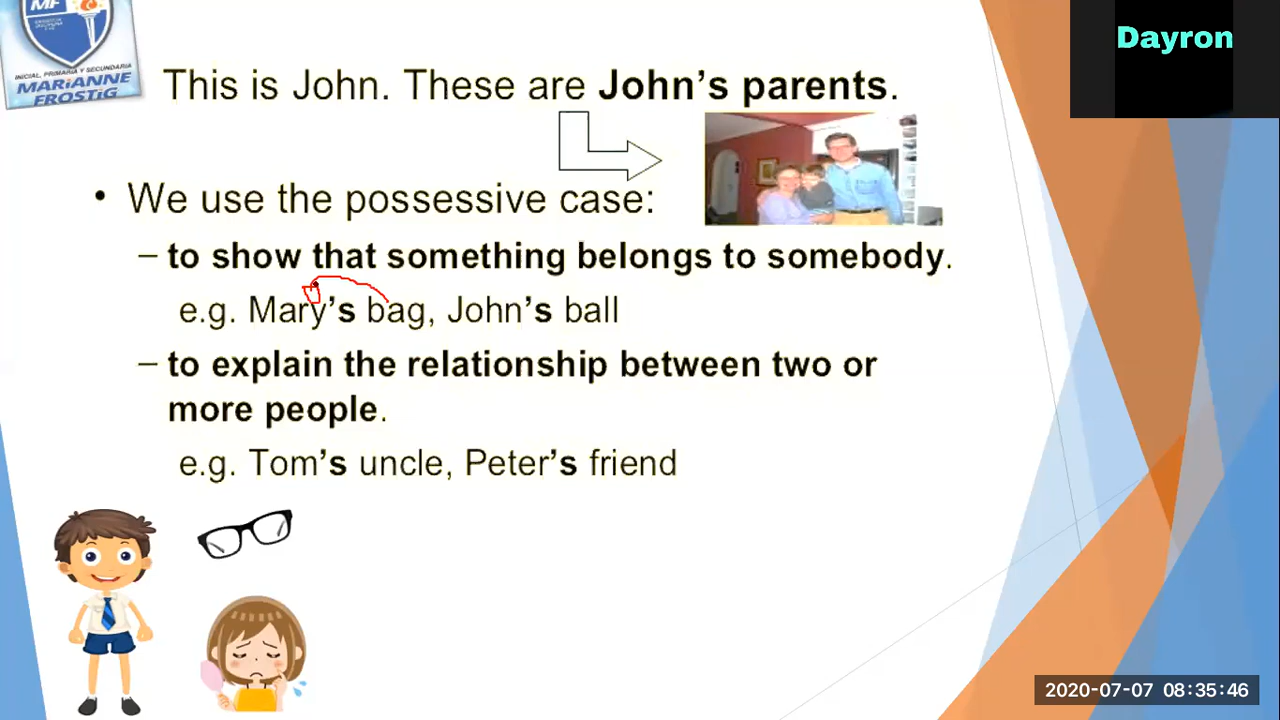 MF
INICIAL, PRIMARIA Y SECUNDARIA
MARIANNE
FROSTIG
Dayron
This is John. These are John's parents.
• We use the possessive case:
– to show that something belongs to somebody.
e.g. Mary's bag, John's ball
– to explain the relationship between two or
more people.
e.g. Tom's uncle, Peter's friend
2020-07-07 08:35:46